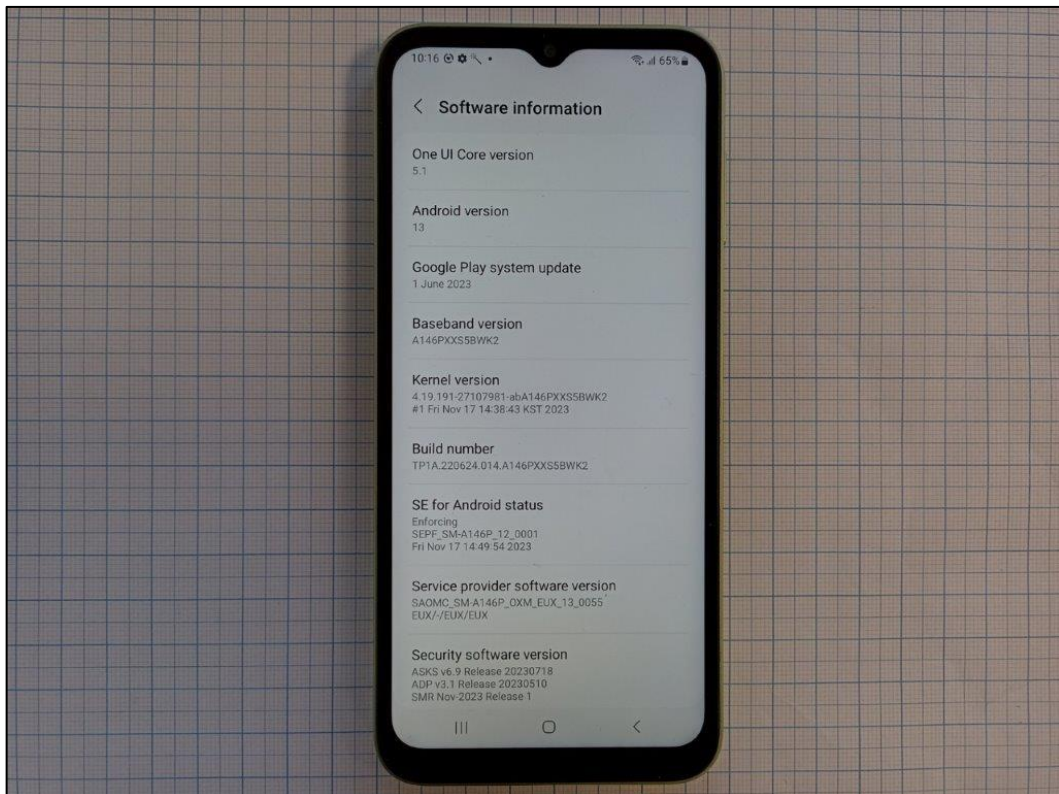 10:16
65%
Software information
One UI Core version
5.1
Android version
13
Google Play system update
1 June 2023
Baseband version
A146PXXS5BWK2
Kernel version
4.19.191-27107981-abA146PXXS5BWK2
#1 Fri Nov 17 14:38:43 KST 2023
Build number
TP1A.220624.014.A146PXXS5BWK2
SE for Android status
Enforcing
SEPF_SM-A146P_12_0001
Fri Nov 17 14:49:54 2023
Service provider software version
SAOMC_SM-A146P_OXM_EUX_13_0055
EUX/-/EUX/EUX
Security software version
ASKS v6.9 Release 20230718
ADP v3.1 Release 20230510
SMR Nov-2023 Release 1